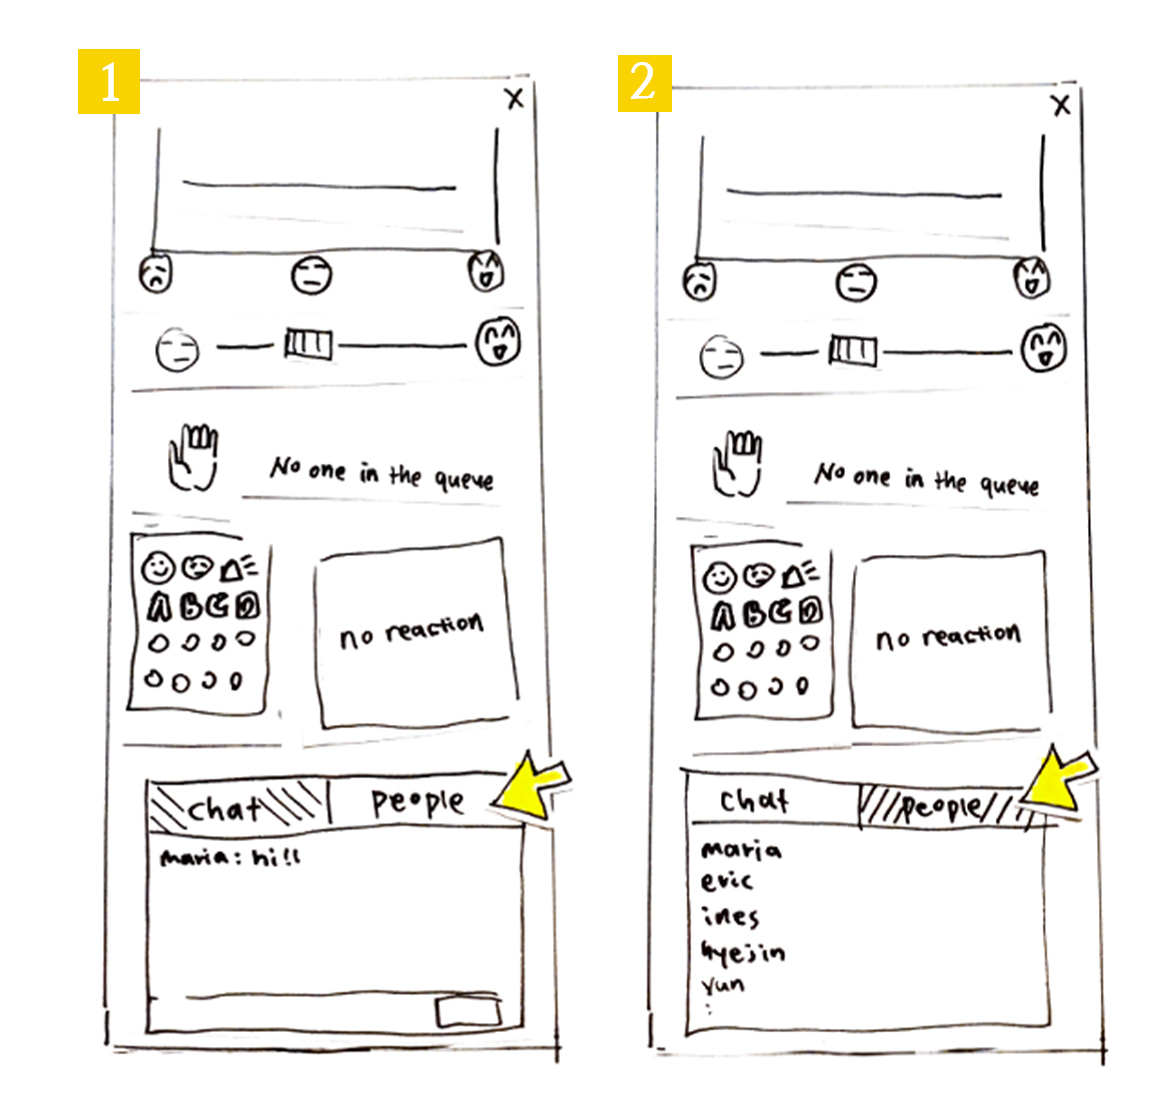 1
X
No one in the queue
A B C D
no reaction
chat people
maria: hi!!
2
X
No one in the queue
A B C D
no reaction
chat people
maria
eric
ines
hyejin
yun
: